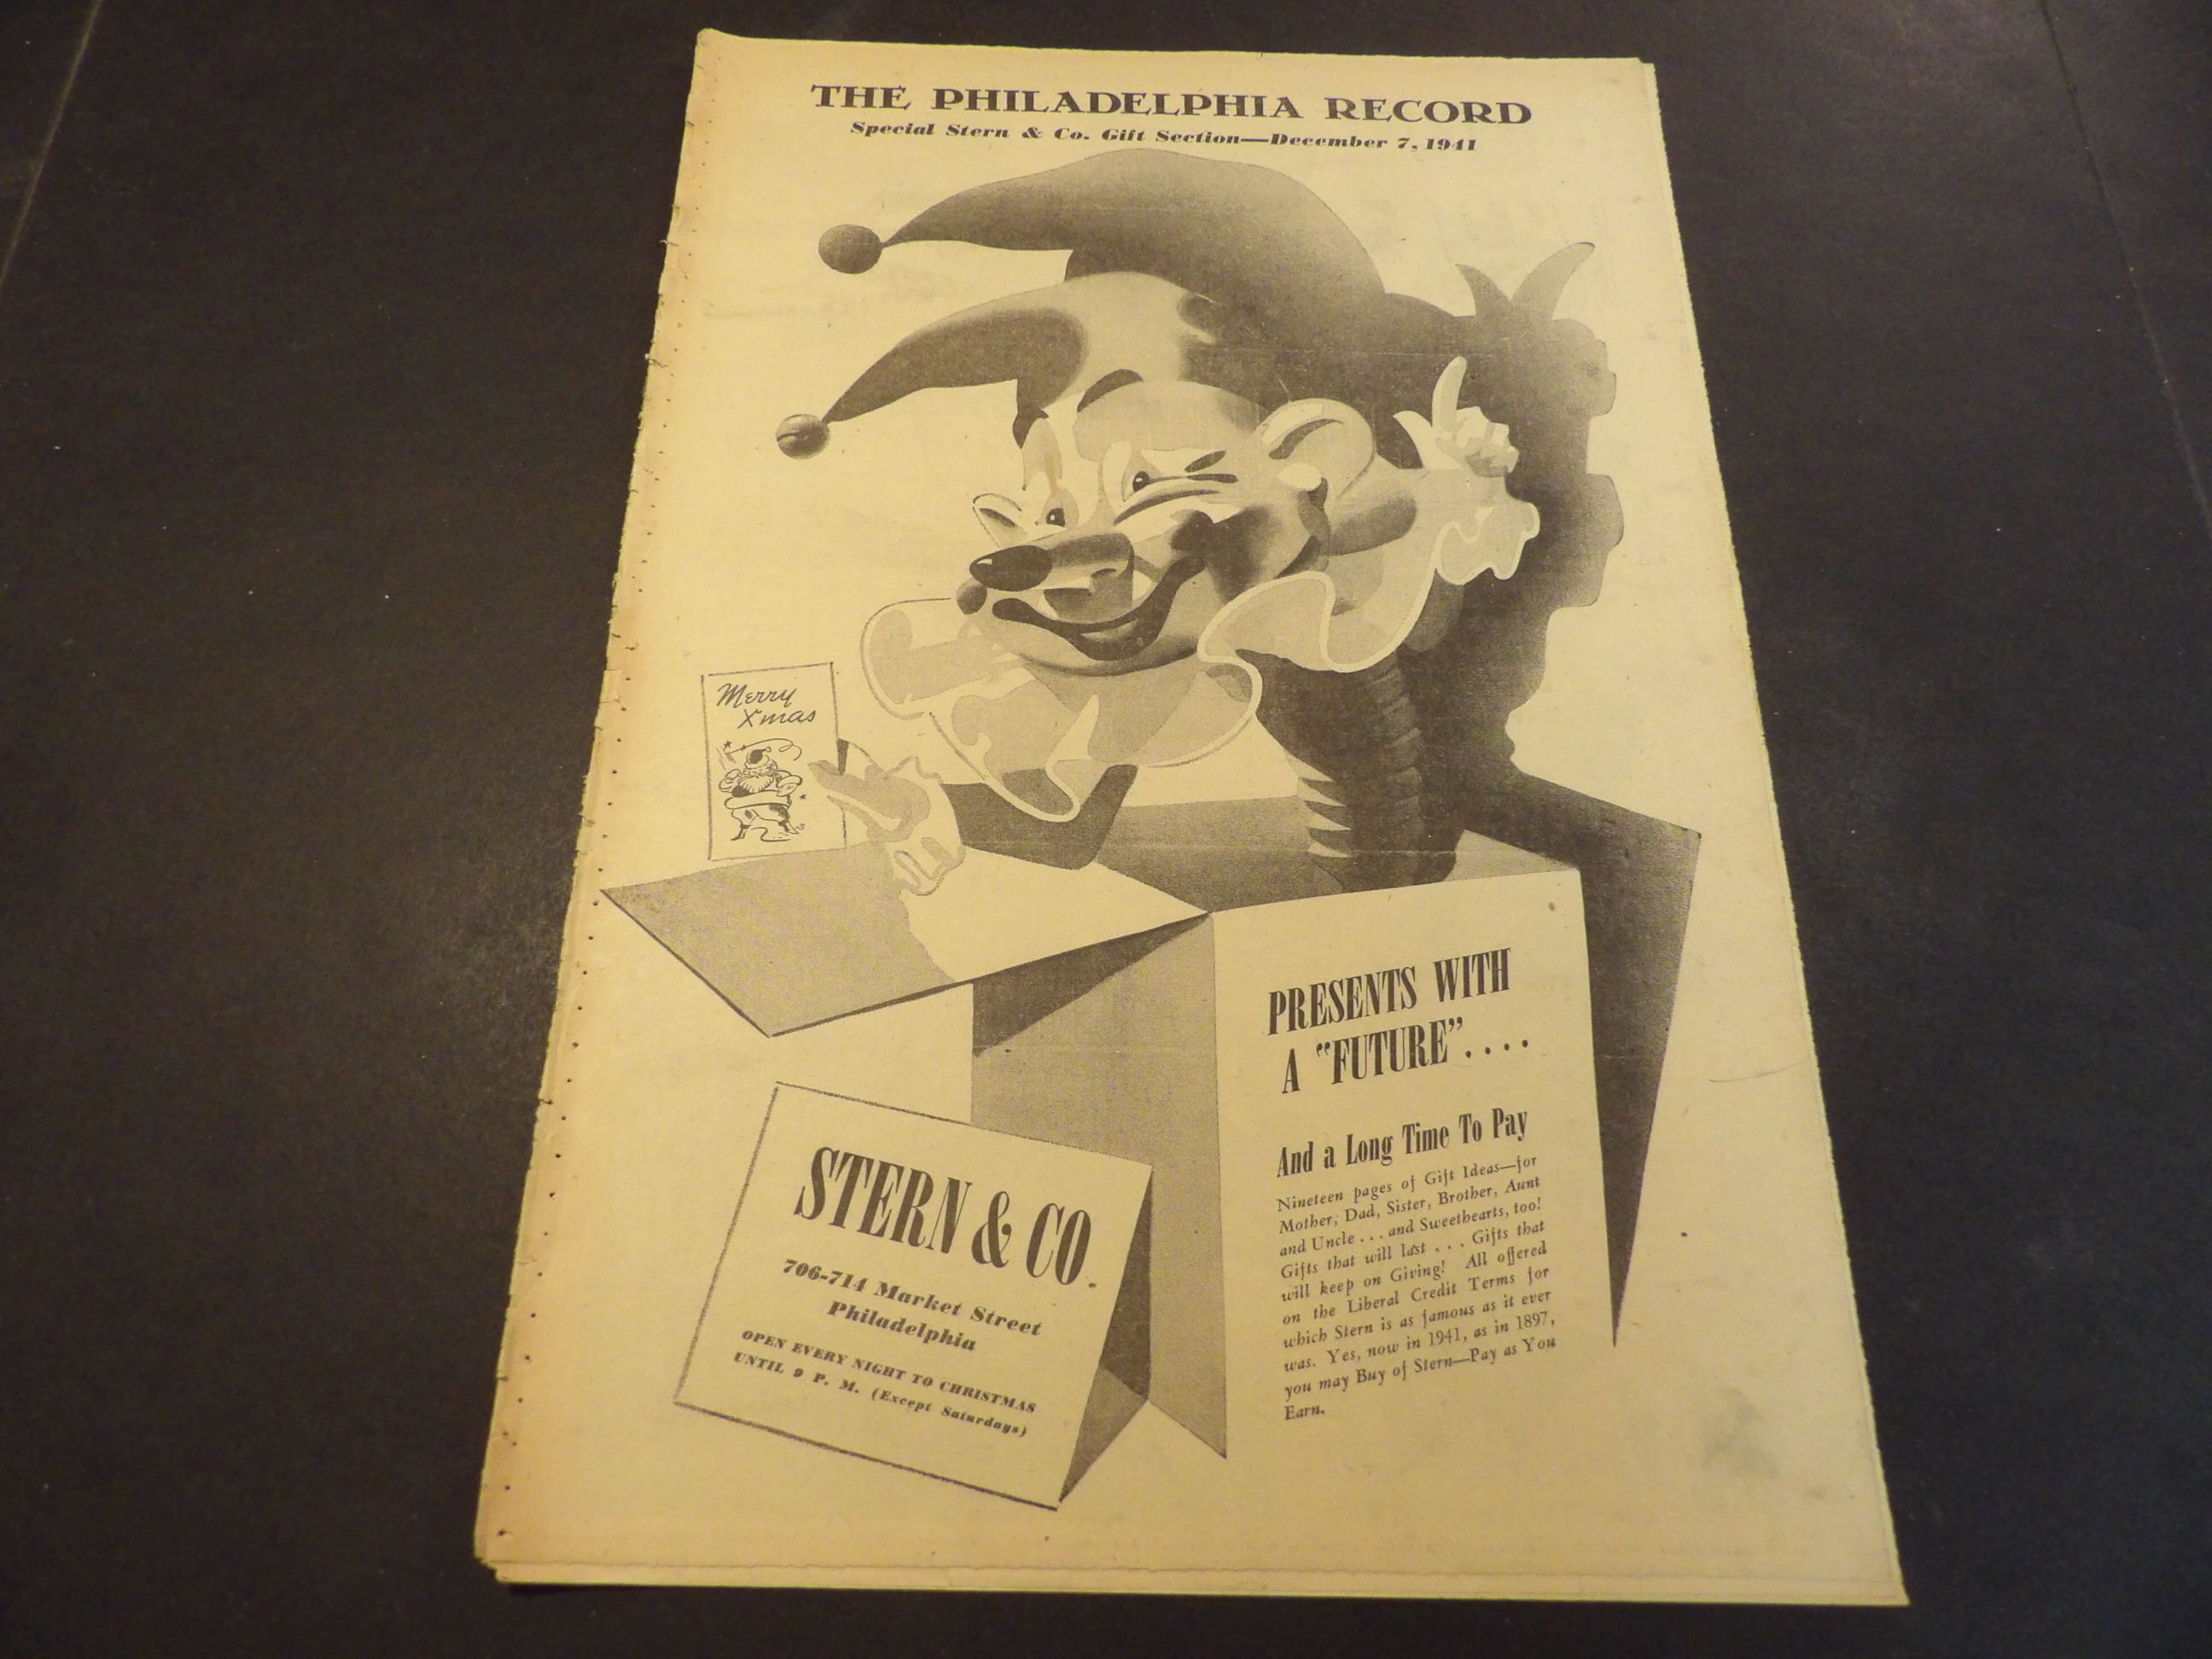 THE PHILADELPHIA RECORD
Special Stern & Co. Gift Section—December 7, 1941
Merry
Xmas
PRESENTS WITH
A "FUTURE"....
And a Long Time To Pay
Nineteen pages of Gift Ideas—for
Mother, Dad, Sister, Brother, Aunt
and Uncle . . . and Sweethearts, too!
Gifts that will last . . . Gifts that
will keep on Giving! All offered
on the Liberal Credit Terms for
which Stern is as famous as it ever
was. Yes, now in 1941, as in 1897,
you may Buy of Stern—Pay as You
Earn.
STERN & CO.
706-714 Market Street
Philadelphia
OPEN EVERY NIGHT TO CHRISTMAS
UNTIL 9 P. M. (Except Saturdays)